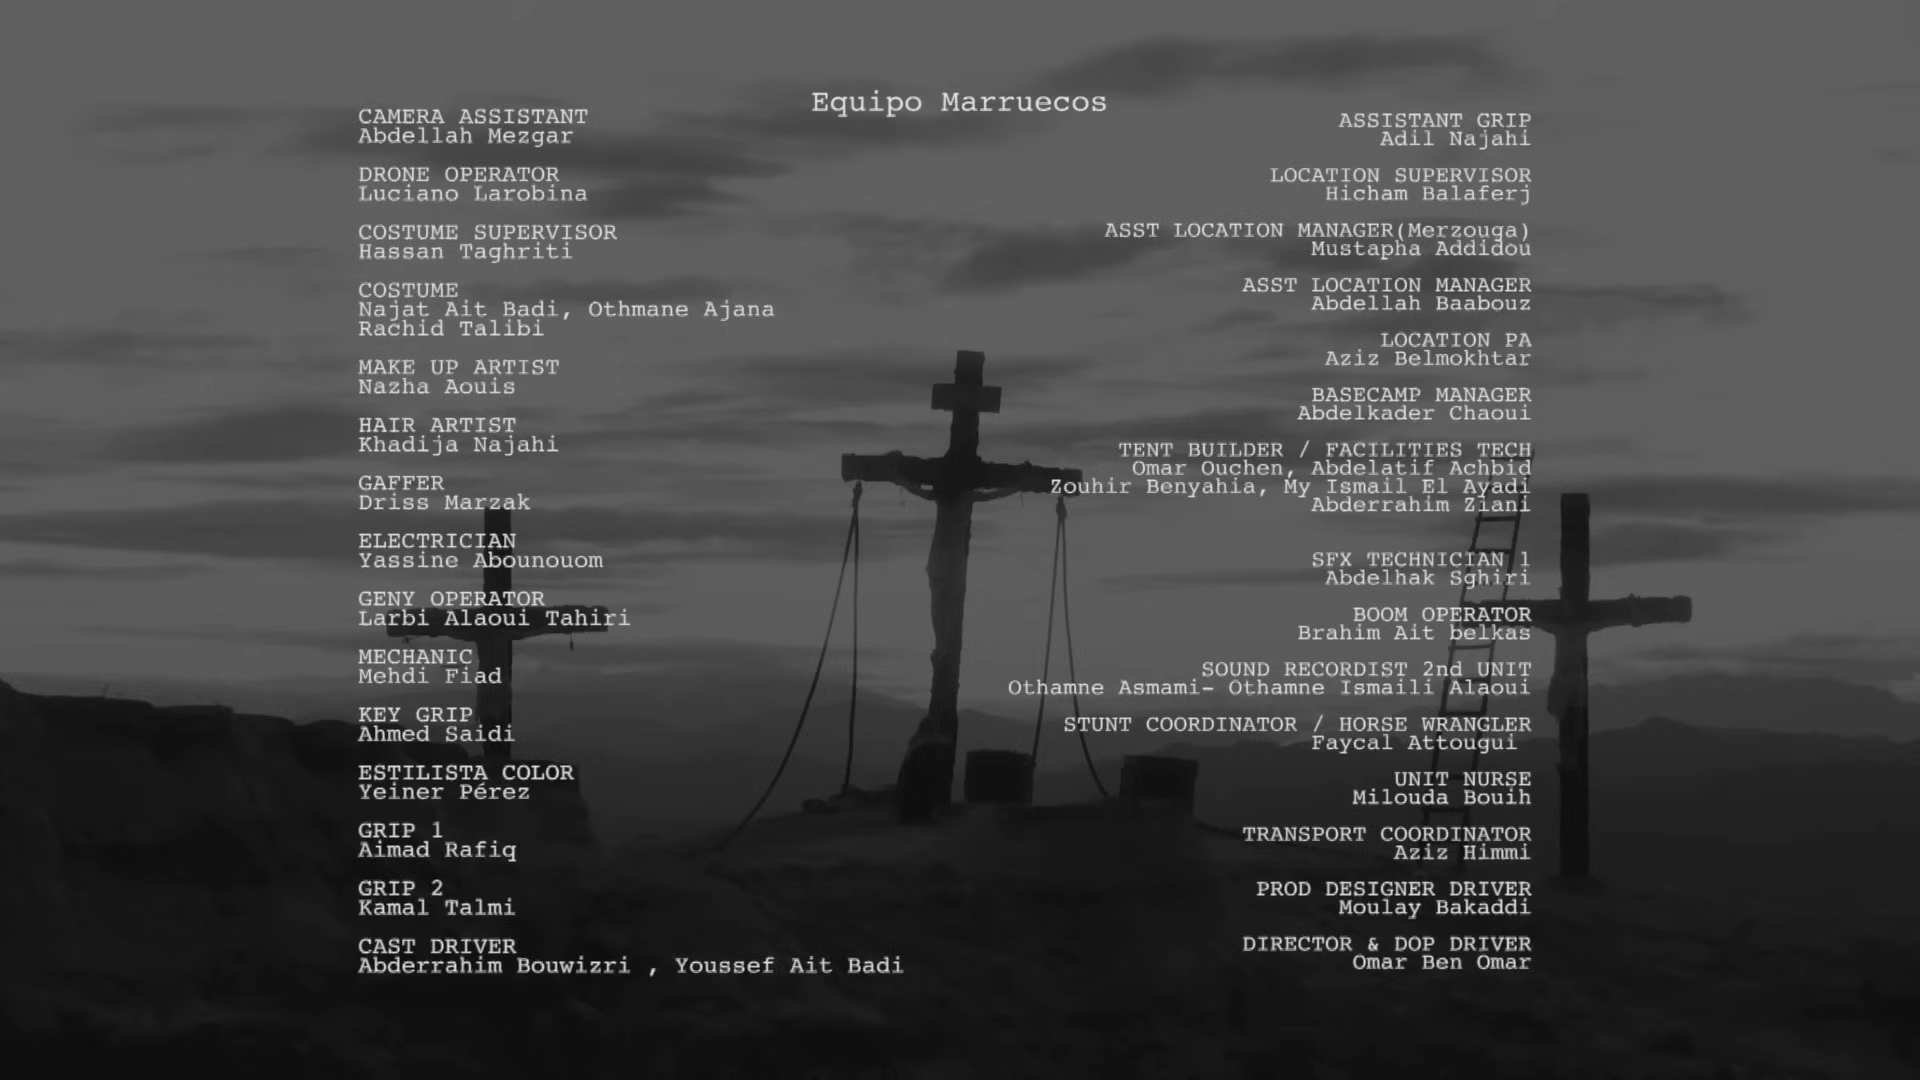 Equipo Marruecos
CAMERA ASSISTANT
Abdellah Mezgar
DRONE OPERATOR
Luciano Larobina
COSTUME SUPERVISOR
Hassan Taghriti
COSTUME
Najat Ait Badi, Othmane Ajana
Rachid Talibi
MAKE UP ARTIST
Nazha Aouis
HAIR ARTIST
Khadija Najahi
GAFFER
Driss Marzak
ELECTRICIAN
Yassine Abounouom
GENY OPERATOR
Larbi Alaoui Tahiri
MECHANIC
Mehdi Fiad
KEY GRIP
Ahmed Saidi
ESTILISTA COLOR
Yeiner Pérez
GRIP 1
Aimad Rafiq
GRIP 2
Kamal Talmi
CAST DRIVER
Abderrahim Bouwizri , Youssef Ait Badi
ASSISTANT GRIP
Adil Najahi
LOCATION SUPERVISOR
Hicham Balaferj
ASST LOCATION MANAGER(Merzouga)
Mustapha Addidou
ASST LOCATION MANAGER
Abdellah Baabouz
LOCATION PA
Aziz Belmokhtar
BASECAMP MANAGER
Abdelkader Chaoui
TENT BUILDER / FACILITIES TECH
Omar Ouchen, Abdelatif Achbid
Zouhir Benyahia, My Ismail El Ayadi
Abderrahim Ziani
SFX TECHNICIAN 1
Abdelhak Sghiri
BOOM OPERATOR
Brahim Ait belkas
SOUND RECORDIST 2nd UNIT
Othamne Asmami- Othamne Ismaili Alaoui
STUNT COORDINATOR / HORSE WRANGLER
Faycal Attougui
UNIT NURSE
Milouda Bouih
TRANSPORT COORDINATOR
Aziz Himmi
PROD DESIGNER DRIVER
Moulay Bakaddi
DIRECTOR & DOP DRIVER
Omar Ben Omar